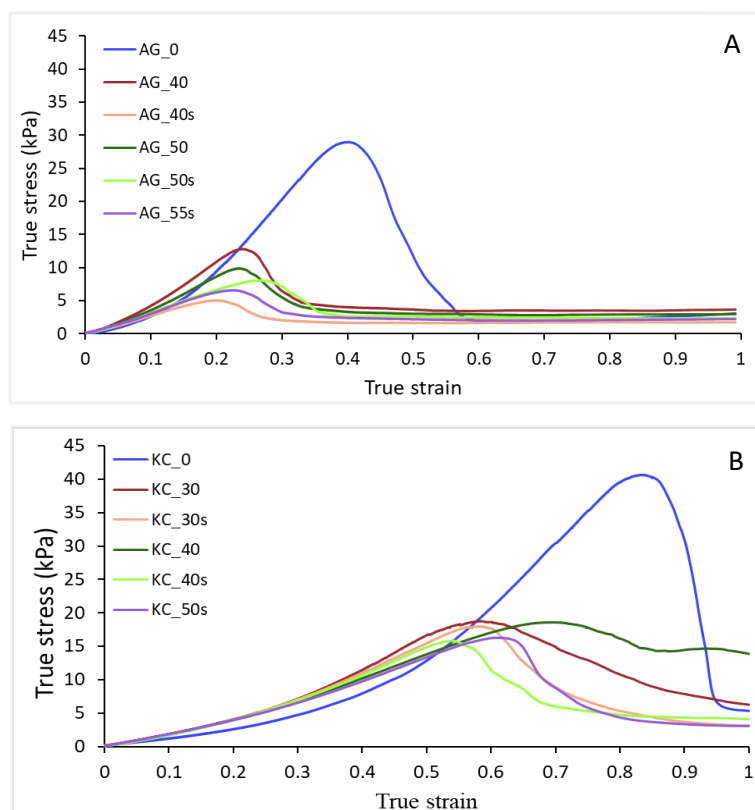 A
45
40
35
30
25
20
15
10
5
0
True stress (kPa)
AG_0
AG_40
AG_40s
AG_50
AG_50s
AG_55s
0 0.1 0.2 0.3 0.4 0.5 0.6 0.7 0.8 0.9 1
True strain
B
45
40
35
30
25
20
15
10
5
0
True stress (kPa)
KC_0
KC_30
KC_30s
KC_40
KC_40s
KC_50s
0 0.1 0.2 0.3 0.4 0.5 0.6 0.7 0.8 0.9 1
True strain